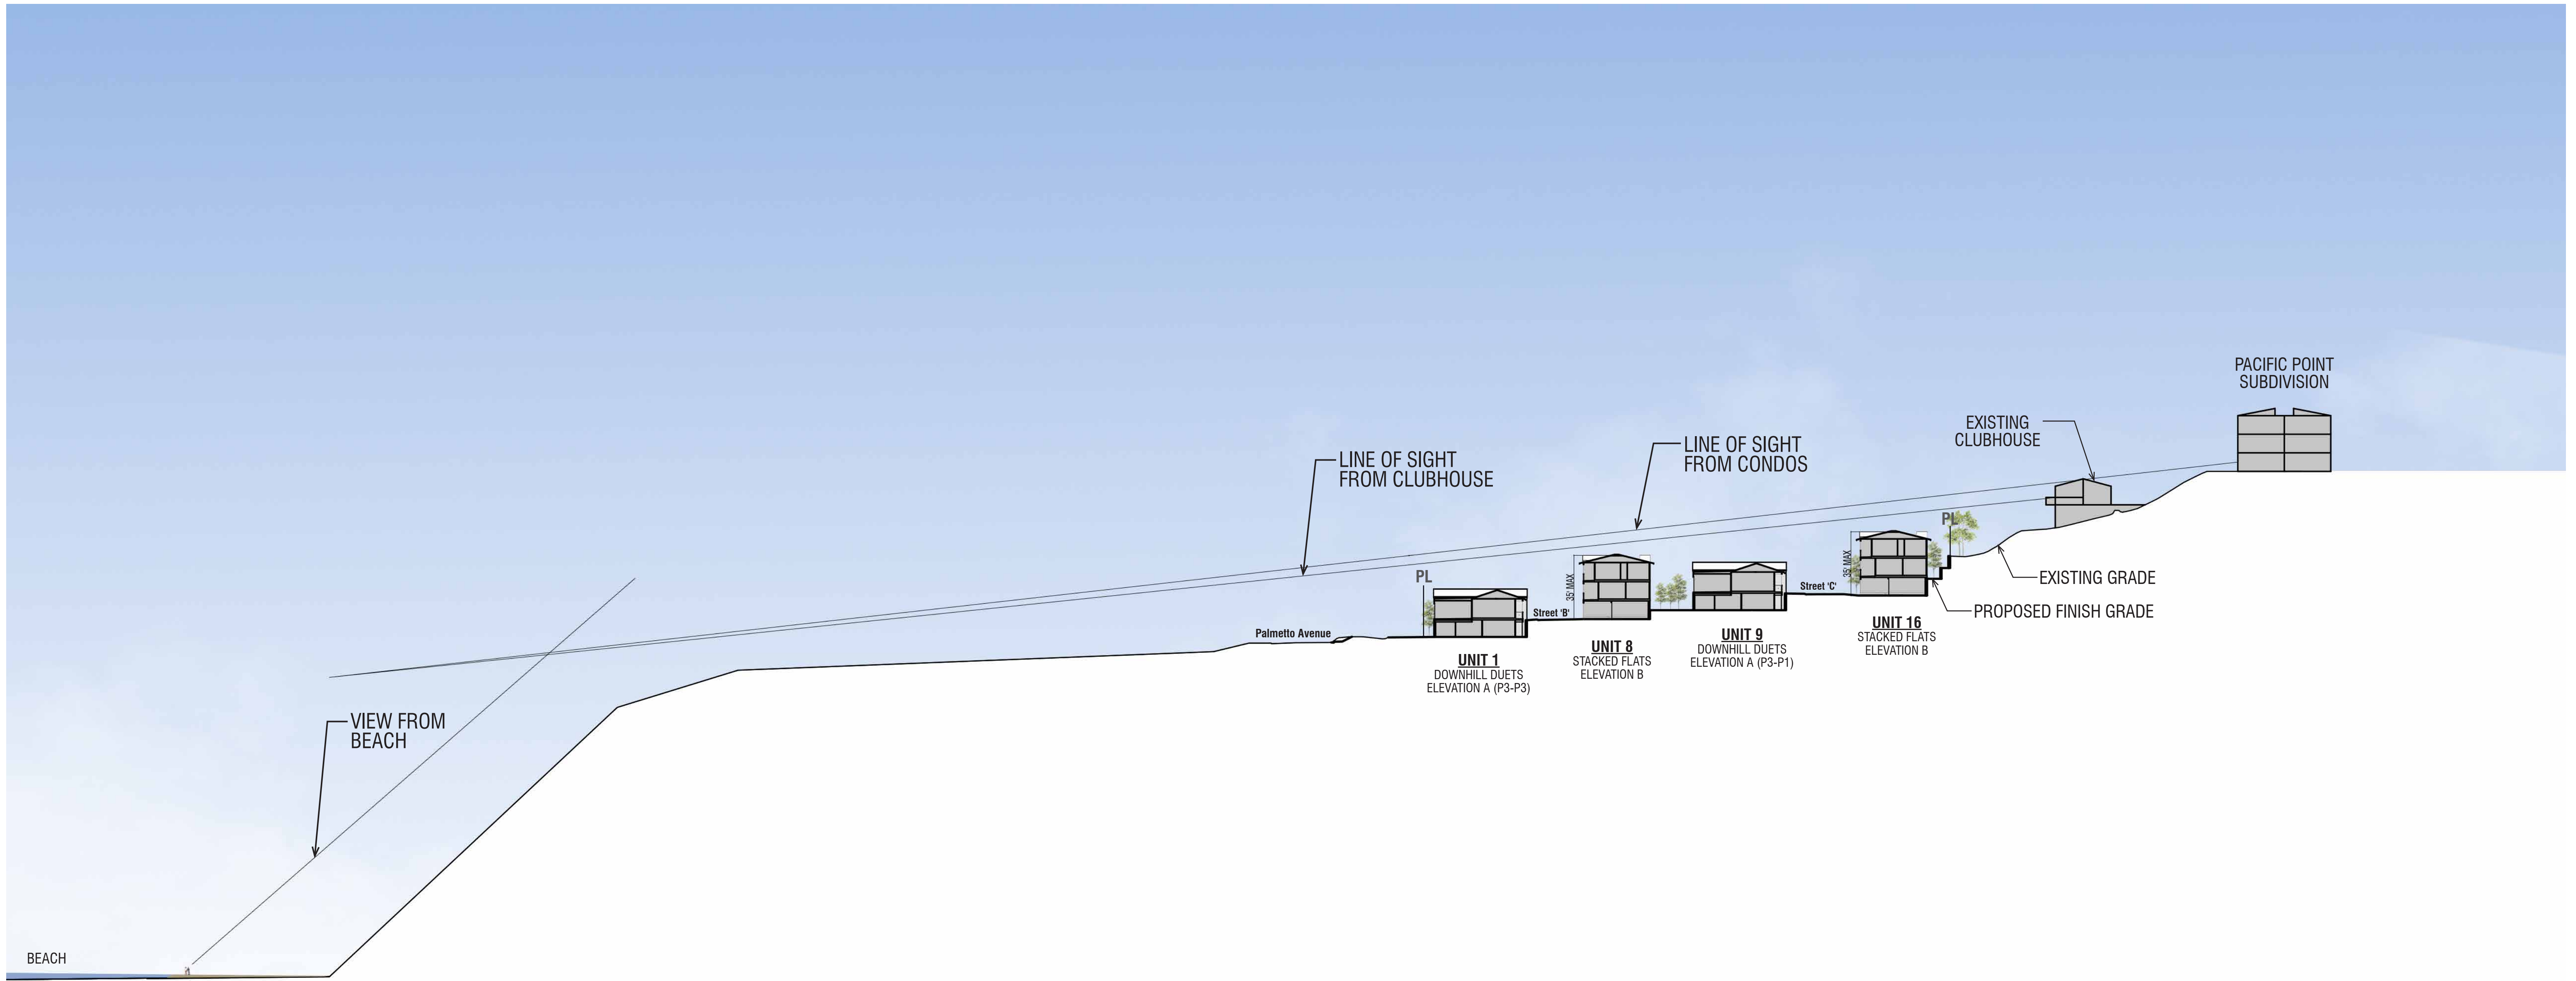 PACIFIC POINT
SUBDIVISION
EXISTING
CLUBHOUSE
LINE OF SIGHT
FROM CONDOS
LINE OF SIGHT
FROM CLUBHOUSE
PL
PL
35' MAX
35' MAX
EXISTING GRADE
Street 'C'
PROPOSED FINISH GRADE
Street 'B'
Palmetto Avenue
UNIT 16
STACKED FLATS
ELEVATION B
UNIT 9
DOWNHILL DUETS
ELEVATION A (P3-P1)
UNIT 8
STACKED FLATS
ELEVATION B
UNIT 1
DOWNHILL DUETS
ELEVATION A (P3-P3)
VIEW FROM
BEACH
BEACH